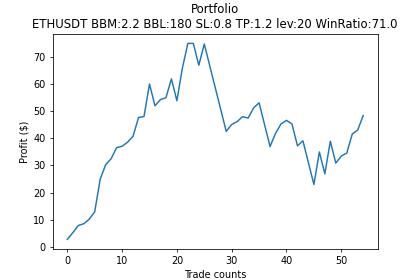 Portfolio
ETHUSDT BBM:2.2 BBL:180 SL:0.8 TP:1.2 lev:20 WinRatio:71.0
Profit ($)
70
60
50
40
30
20
10
0
0 10 20 30 40 50
Trade counts